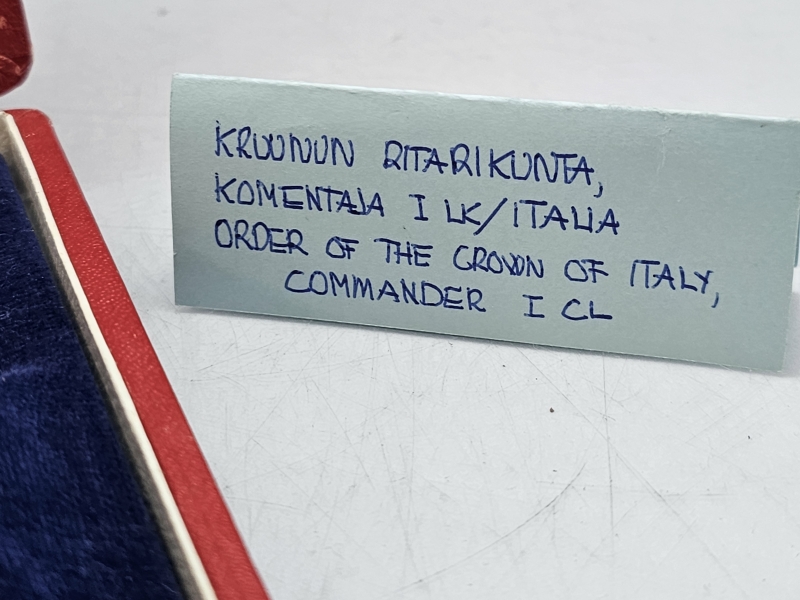 KRUUNUN RITARIKUNTA,
KOMENTAJA I LK/ITALIA
ORDER OF THE CROWN OF ITALY,
COMMANDER I CL